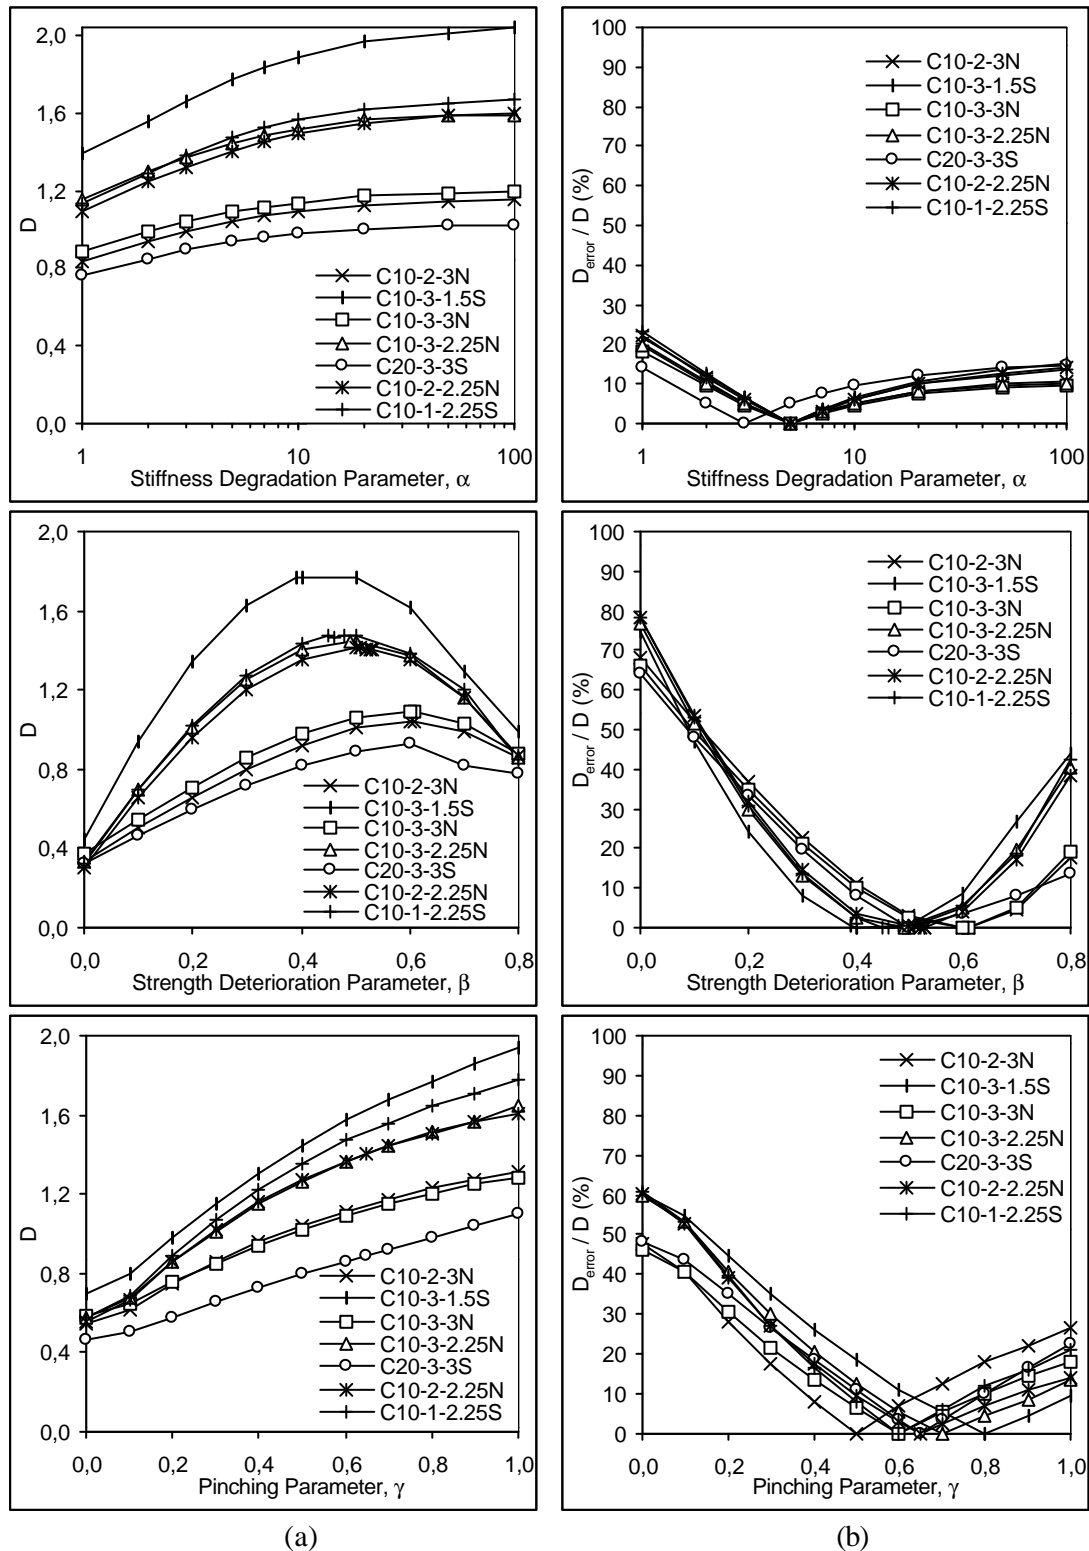 2,0
1,6
1,2
0,8
0,4
0,0
D
C10-2-3N
C10-3-1.5S
C10-3-3N
C10-3-2.25N
C20-3-3S
C10-2-2.25N
C10-1-2.25S
1 10 100
Stiffness Degradation Parameter, α
100
90
80
70
60
50
40
30
20
10
0
D error / D (%)
C10-2-3N
C10-3-1.5S
C10-3-3N
C10-3-2.25N
C20-3-3S
C10-2-2.25N
C10-1-2.25S
1 10 100
Stiffness Degradation Parameter, α
2,0
1,6
1,2
0,8
0,4
0,0
D
C10-2-3N
C10-3-1.5S
C10-3-3N
C10-3-2.25N
C20-3-3S
C10-2-2.25N
C10-1-2.25S
0,0 0,2 0,4 0,6 0,8
Strength Deterioration Parameter, β
100
90
80
70
60
50
40
30
20
10
0
D error / D (%)
C10-2-3N
C10-3-1.5S
C10-3-3N
C10-3-2.25N
C20-3-3S
C10-2-2.25N
C10-1-2.25S
0,0 0,2 0,4 0,6 0,8
Strength Deterioration Parameter, β
2,0
1,6
1,2
0,8
0,4
0,0
D
C10-2-3N
C10-3-1.5S
C10-3-3N
C10-3-2.25N
C20-3-3S
C10-2-2.25N
C10-1-2.25S
0,0 0,2 0,4 0,6 0,8 1,0
Pinching Parameter, γ
100
90
80
70
60
50
40
30
20
10
0
D error / D (%)
C10-2-3N
C10-3-1.5S
C10-3-3N
C10-3-2.25N
C20-3-3S
C10-2-2.25N
C10-1-2.25S
0,0 0,2 0,4 0,6 0,8 1,0
Pinching Parameter, γ
(a) (b)